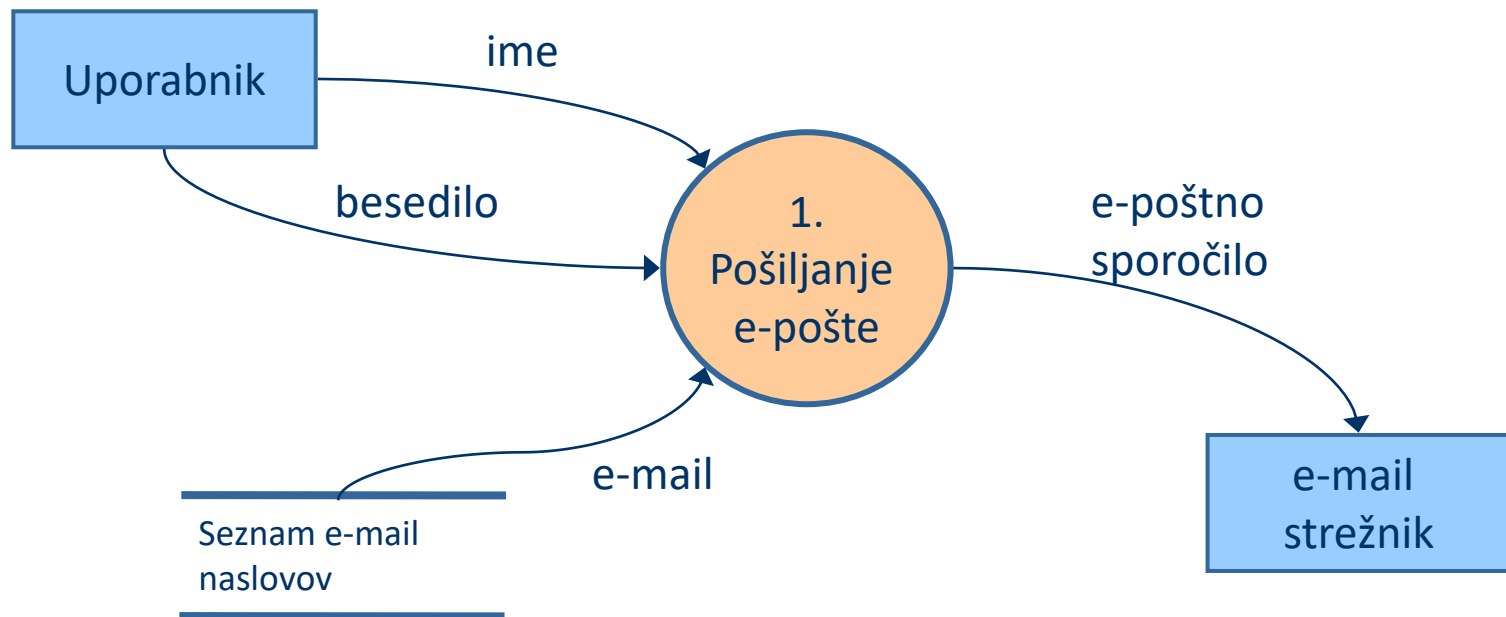 Uporabnik
ime
besedilo
1.
Pošiljanje
e-pošte
e-poštno
sporočilo
e-mail
Seznam e-mail
naslovov
e-mail
strežnik